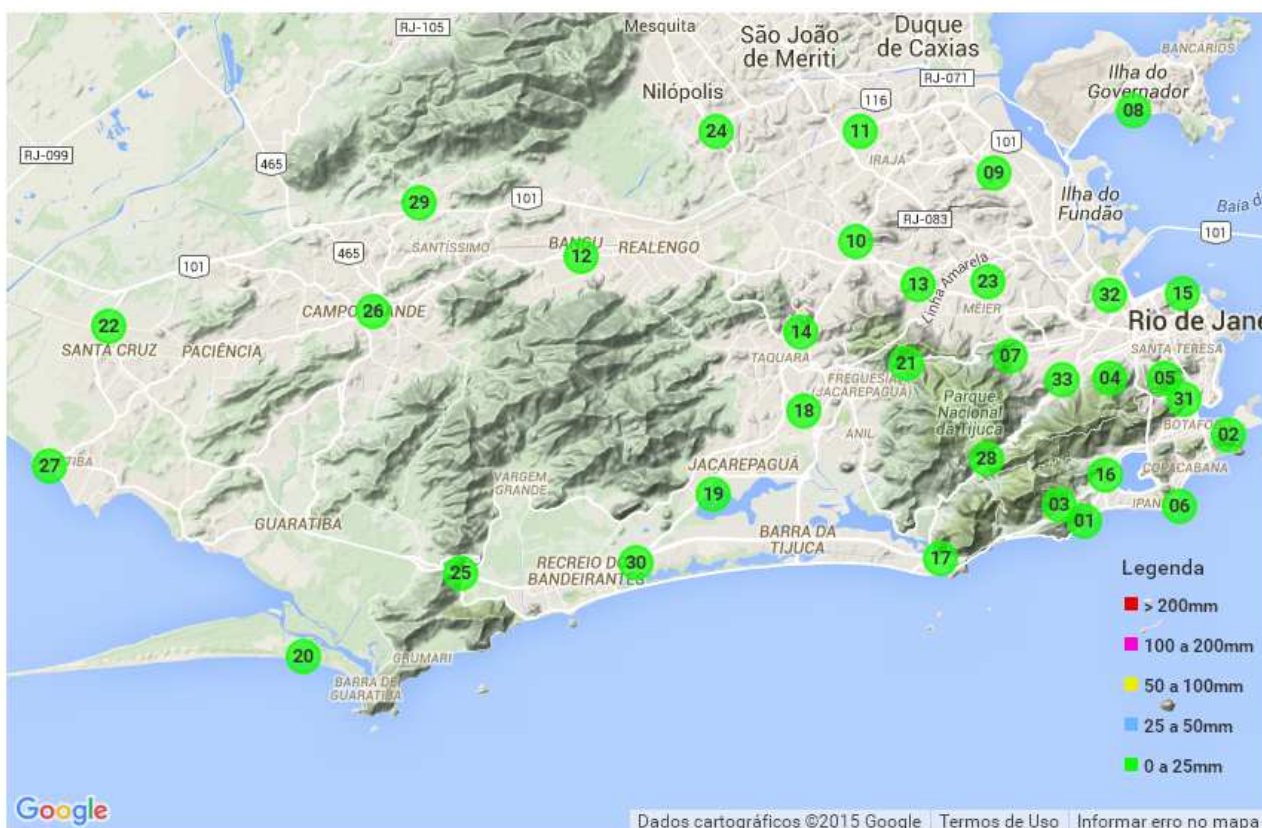 RJ-105
Mesquita
São João
de Meriti
Duque
de Caxias
BANCÁRIOS
RJ-071
Ilha do
Governador
Nilópolis
116
08
24
11
101
RJ-099
465
IRAJÁ
09
29
101
Ilha do
Fundão
RJ-083
Baía d
101
SANTÍSSIMO
BANGU
REALENGO
10
465
12
101
Linha Amarela
13
23
32
15
MÉIER
26
CAMPO GRANDE
22
14
Rio de Jane
SANTA CRUZ
PACIÊNCIA
TAQUARA
SANTA TERESA
07
21
FREGUESIA
(JACAREPAGUÁ)
33
04
05
31
Parque
Nacional
da Tijuca
18
BOTAFO
ANIL
02
27
TIBA
28
JACAREPAGUÁ
COPACABANA
16
VARGEM
GRANDE
19
03
IPAN
06
01
GUARATIBA
BARRA DA
TIJUCA
17
RECREIO DOS
BANDEIRANTES
30
25
Legenda
> 200mm
100 a 200mm
50 a 100mm
25 a 50mm
0 a 25mm
20
GRUMARI
BARRA DE
GUARATIBA
Google
Dados cartográficos ©2015 Google
Termos de Uso
Informar erro no mapa